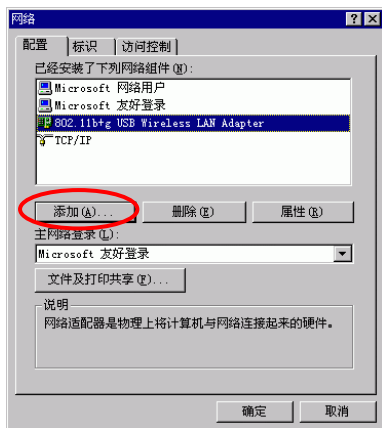 网络
配置 标识 访问控制
已经安装了下列网络组件(N):
Microsoft 网络用户
Microsoft 友好登录
802.11b+g USB Wireless LAN Adapter
TCP/IP
添加(A)... 删除(E) 属性(R)
主网络登录(L):
Microsoft 友好登录
文件及打印共享(F)...
说明
网络适配器是物理上将计算机与网络连接起来的硬件。
确定 取消